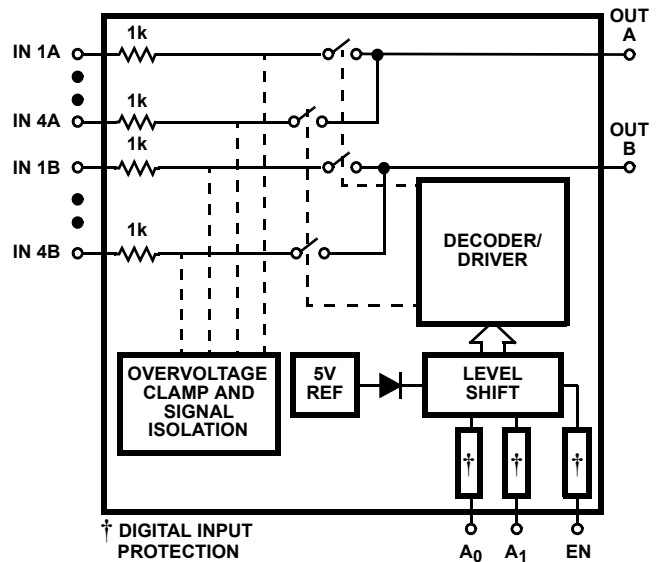 OUT
A
1k
IN 1A
1k
IN 4A
OUT
B
1k
IN 1B
1k
IN 4B
DECODER/
DRIVER
OVERVOLTAGE
CLAMP AND
SIGNAL
ISOLATION
5V
REF
LEVEL
SHIFT
† † †
† DIGITAL INPUT
PROTECTION
A0 A1 EN